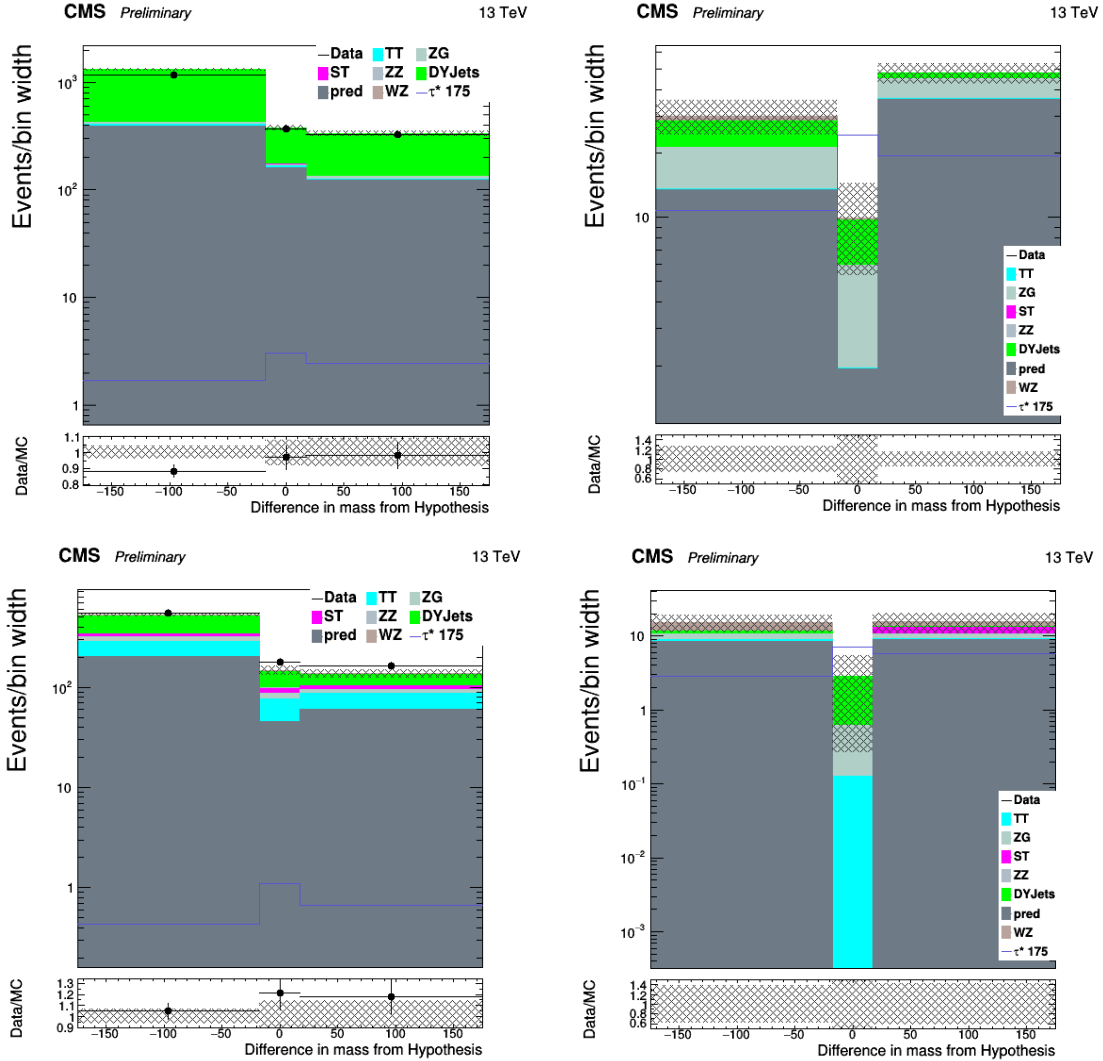 CMS Preliminary 13 TeV
Events/bin width
10³
10²
10
1
Data TT ZG
ST ZZ DYJets
pred WZ τ* 175
Data/MC
1.1
1
0.9
0.8
−150 −100 −50 0 50 100 150
Difference in mass from Hypothesis
CMS Preliminary 13 TeV
Events/bin width
10
Data
TT
ZG
ST
ZZ
DYJets
pred
WZ
τ* 175
Data/MC
1.4
1.2
1
0.8
0.6
−150 −100 −50 0 50 100 150
Difference in mass from Hypothesis
CMS Preliminary 13 TeV
Events/bin width
10²
10
1
Data TT ZG
ST ZZ DYJets
pred WZ τ* 175
Data/MC
1.3
1.2
1.1
1
0.9
−150 −100 −50 0 50 100 150
Difference in mass from Hypothesis
CMS Preliminary 13 TeV
Events/bin width
10
1
10⁻¹
10⁻²
10⁻³
Data
TT
ZG
ST
ZZ
DYJets
pred
WZ
τ* 175
Data/MC
1.4
1.2
1
0.8
0.6
−150 −100 −50 0 50 100 150
Difference in mass from Hypothesis